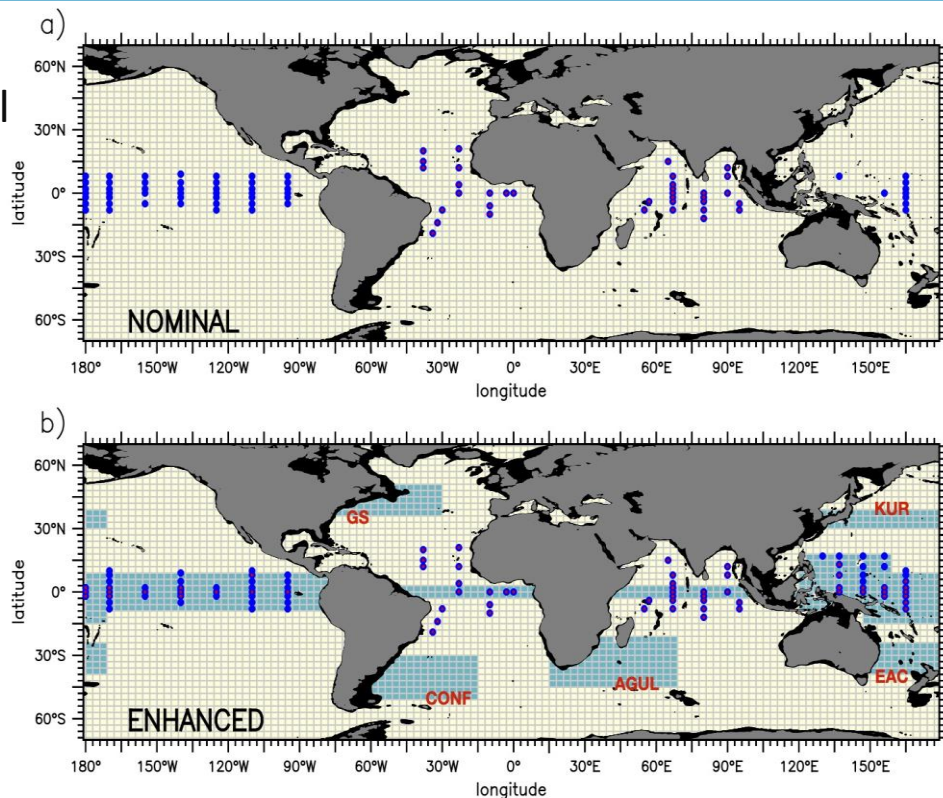 a)
60°N
30°N
0°
30°S
60°S
latitude
NOMINAL
180° 150°W 120°W 90°W 60°W 30°W 0° 30°E 60°E 90°E 120°E 150°E
longitude
b)
60°N
30°N
0°
30°S
60°S
latitude
GS
KUR
CONF
AGUL
EAC
ENHANCED
180° 150°W 120°W 90°W 60°W 30°W 0° 30°E 60°E 90°E 120°E 150°E
longitude